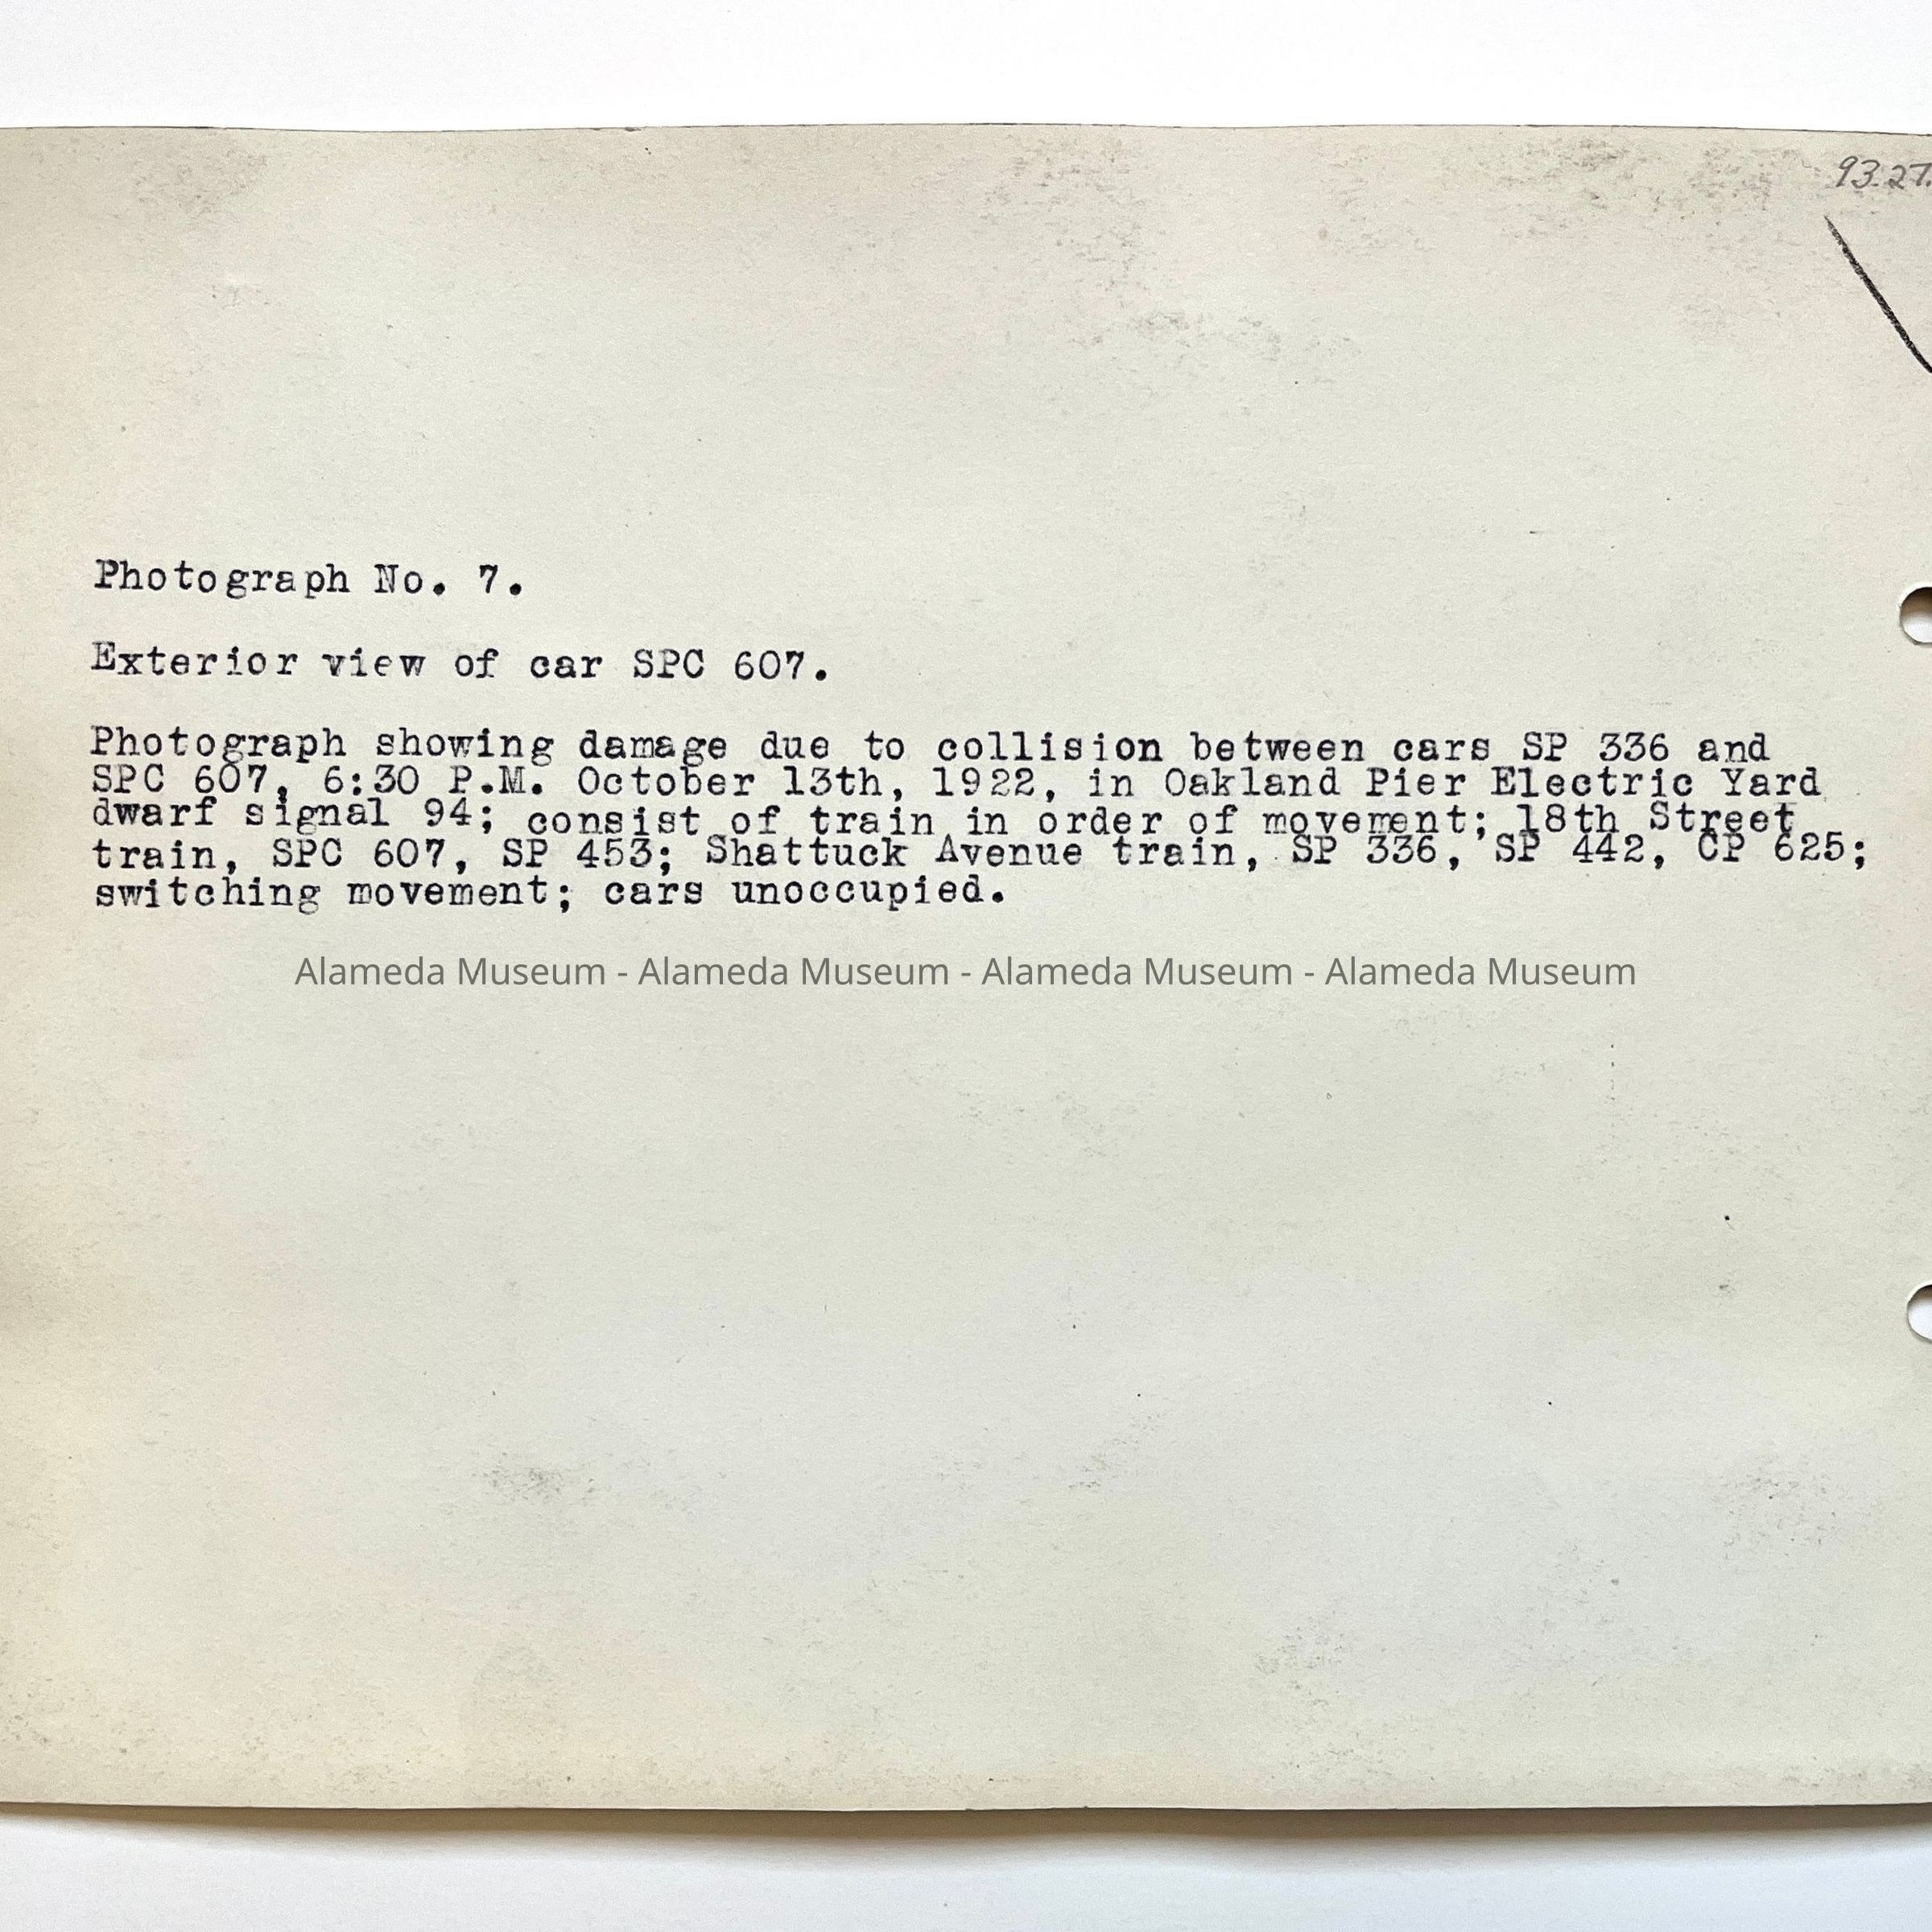 93.27.
Photograph No. 7.
Exterior view of car SPC 607.
Photograph showing damage due to collision between cars SP 336 and
SPC 607, 6:30 P.M. October 13th, 1922, in Oakland Pier Electric Yard
dwarf signal 94; consist of train in order of movement; 18th Street
train, SPC 607, SP 453; Shattuck Avenue train, SP 336, SP 442, CP 625;
switching movement; cars unoccupied.
Alameda Museum - Alameda Museum - Alameda Museum - Alameda Museum